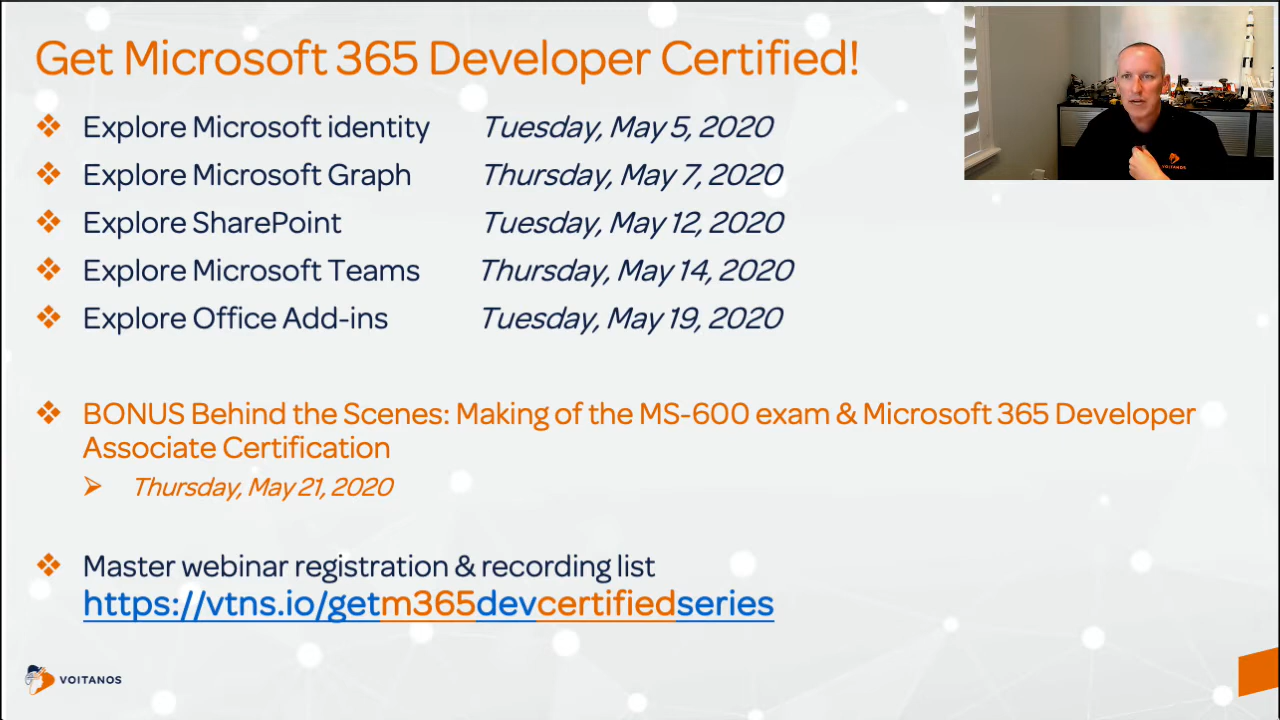 Get Microsoft 365 Developer Certified!
Explore Microsoft identity Tuesday, May 5, 2020
Explore Microsoft Graph Thursday, May 7, 2020
Explore SharePoint Tuesday, May 12, 2020
Explore Microsoft Teams Thursday, May 14, 2020
Explore Office Add-ins Tuesday, May 19, 2020
BONUS Behind the Scenes: Making of the MS-600 exam & Microsoft 365 Developer
Associate Certification
Thursday, May 21, 2020
Master webinar registration & recording list
https://vtns.io/getm365devcertifiedseries
VOITANOS
VOITANOS